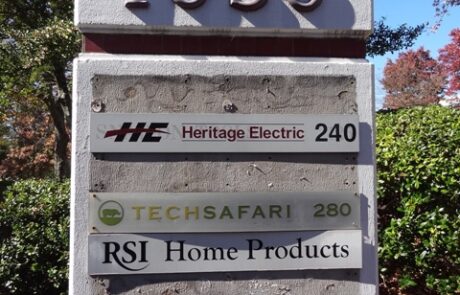 HE Heritage Electric 240
TECHSAFARI 280
RSI Home Products